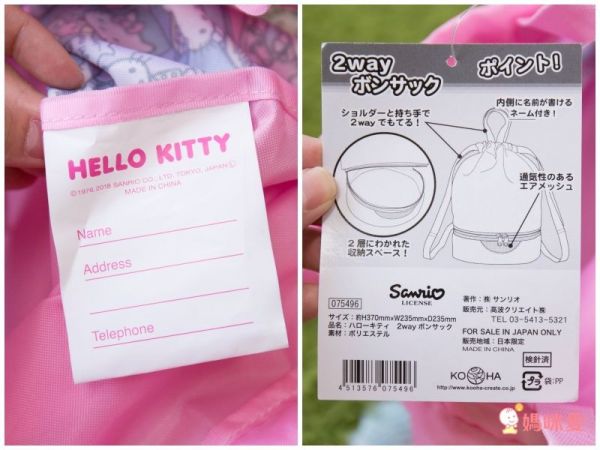 HELLO KITTY
©1976,2018 SANRIO CO., LTD. TOKYO, JAPAN Ⓛ
MADE IN CHINA
Name
Address
Telephone
2way
ボンサック
ポイント!
ショルダーと持ち手で
2wayでもてる!
内側に名前が書ける
ネーム付き!
通気性のある
エアメッシュ
2層にわかれた
収納スペース!
075496
Sanrio
LICENSE
著作:㈱サンリオ
販売元:高波クリエイト㈱
TEL 03-5413-5321
サイズ:約H370mm×W235mm×D235mm
品名:ハローキティ 2way ボンサック
素材:ポリエステル
FOR SALE IN JAPAN ONLY
販売地域:日本限定
MADE IN CHINA
検針済
4 513576 075496
KOOHA
http://www.kooha-create.co.jp
プラ
袋:PP
媽咪愛